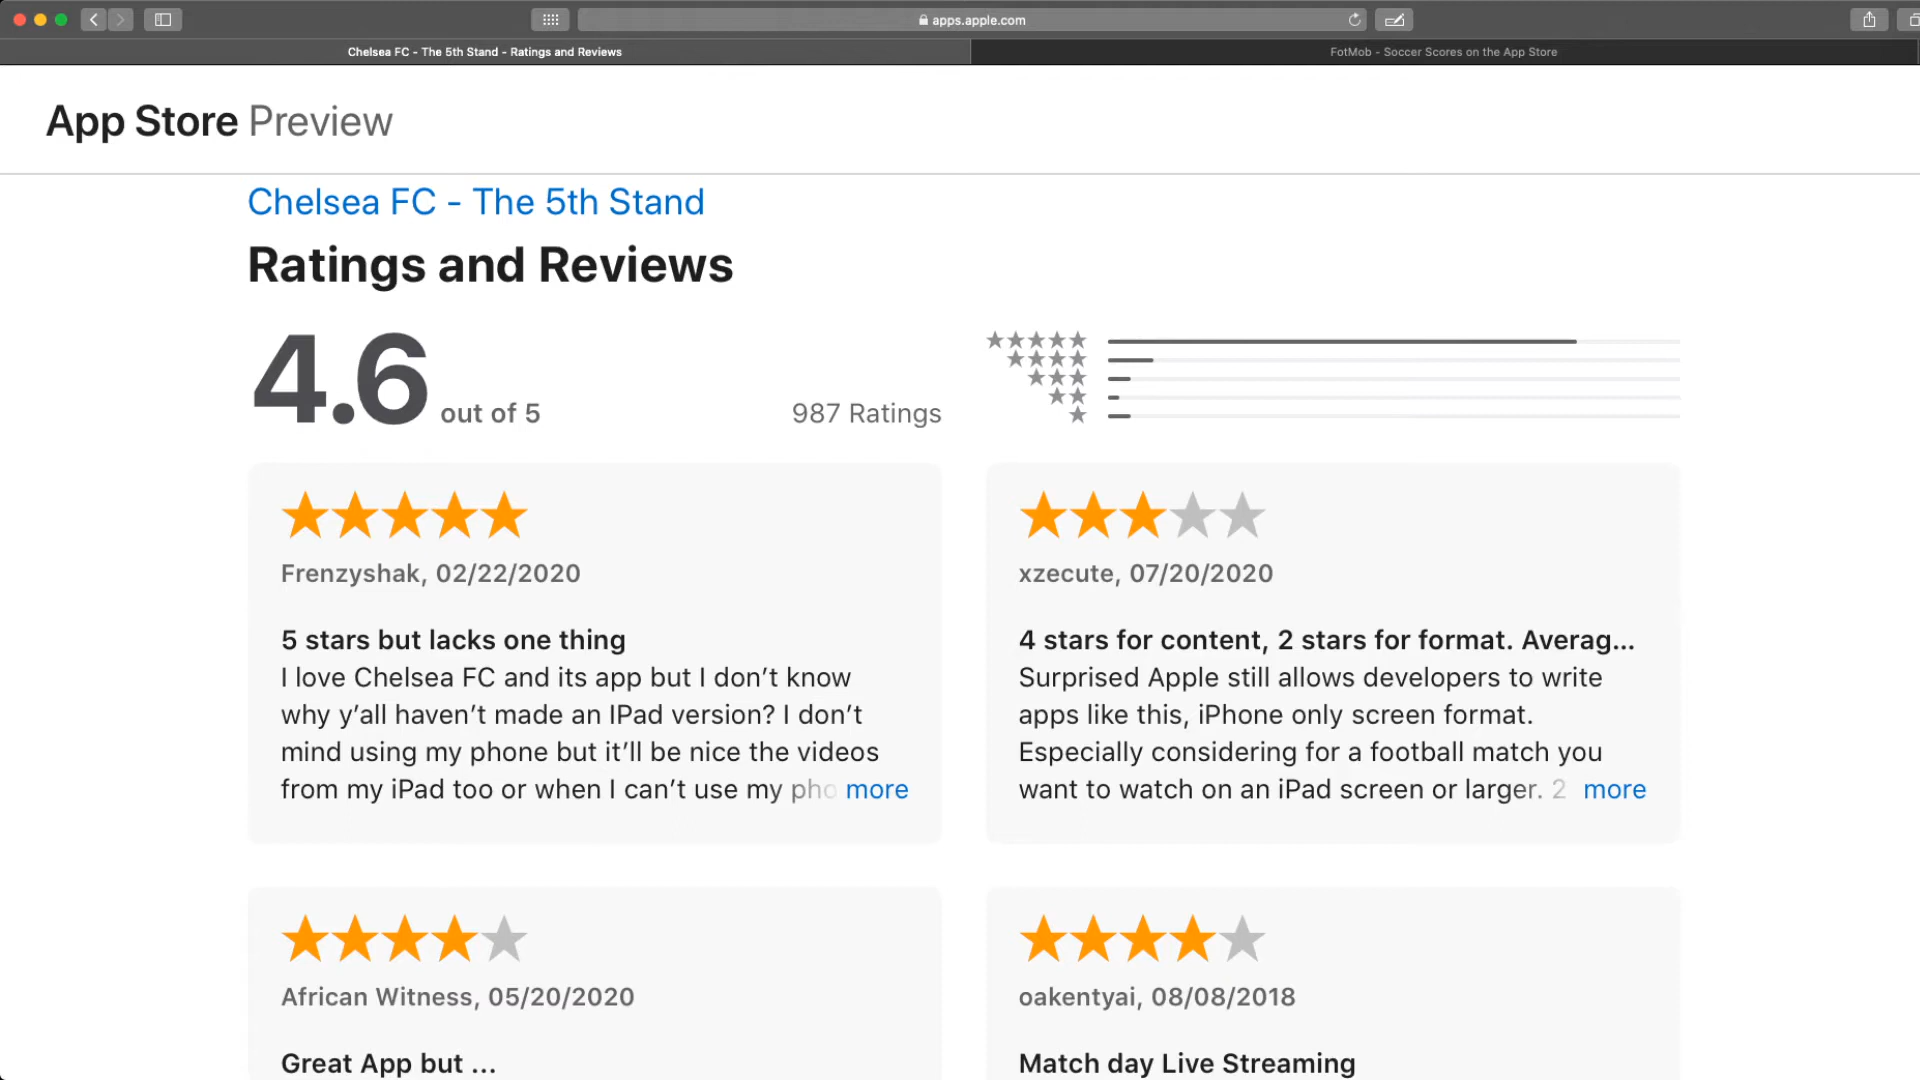 apps.apple.com
Chelsea FC - The 5th Stand - Ratings and Reviews
FotMob - Soccer Scores on the App Store
App Store Preview
Chelsea FC - The 5th Stand
Ratings and Reviews
4.6 out of 5
987 Ratings
Frenzyshak, 02/22/2020
5 stars but lacks one thing
I love Chelsea FC and its app but I don’t know
why y’all haven’t made an IPad version? I don’t
mind using my phone but it’ll be nice the videos
from my iPad too or when I can’t use my pho more
xzecute, 07/20/2020
4 stars for content, 2 stars for format. Averag...
Surprised Apple still allows developers to write
apps like this, iPhone only screen format.
Especially considering for a football match you
want to watch on an iPad screen or larger. 2 more
African Witness, 05/20/2020
Great App but ...
oakentyai, 08/08/2018
Match day Live Streaming